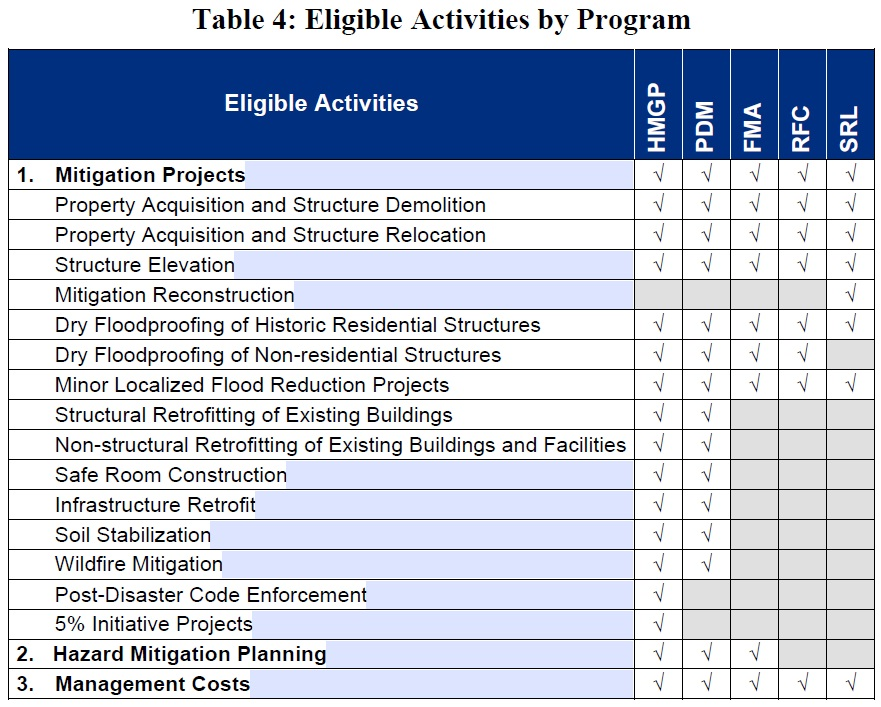 Table 4: Eligible Activities by Program
Eligible Activities HMGP PDM FMA RFC SRL
1. Mitigation Projects √ √ √ √ √
Property Acquisition and Structure Demolition √ √ √ √ √
Property Acquisition and Structure Relocation √ √ √ √ √
Structure Elevation √ √ √ √ √
Mitigation Reconstruction √
Dry Floodproofing of Historic Residential Structures √ √ √ √ √
Dry Floodproofing of Non-residential Structures √ √ √ √
Minor Localized Flood Reduction Projects √ √ √ √ √
Structural Retrofitting of Existing Buildings √ √
Non-structural Retrofitting of Existing Buildings and Facilities √ √
Safe Room Construction √ √
Infrastructure Retrofit √ √
Soil Stabilization √ √
Wildfire Mitigation √ √
Post-Disaster Code Enforcement √
5% Initiative Projects √
2. Hazard Mitigation Planning √ √ √
3. Management Costs √ √ √ √ √